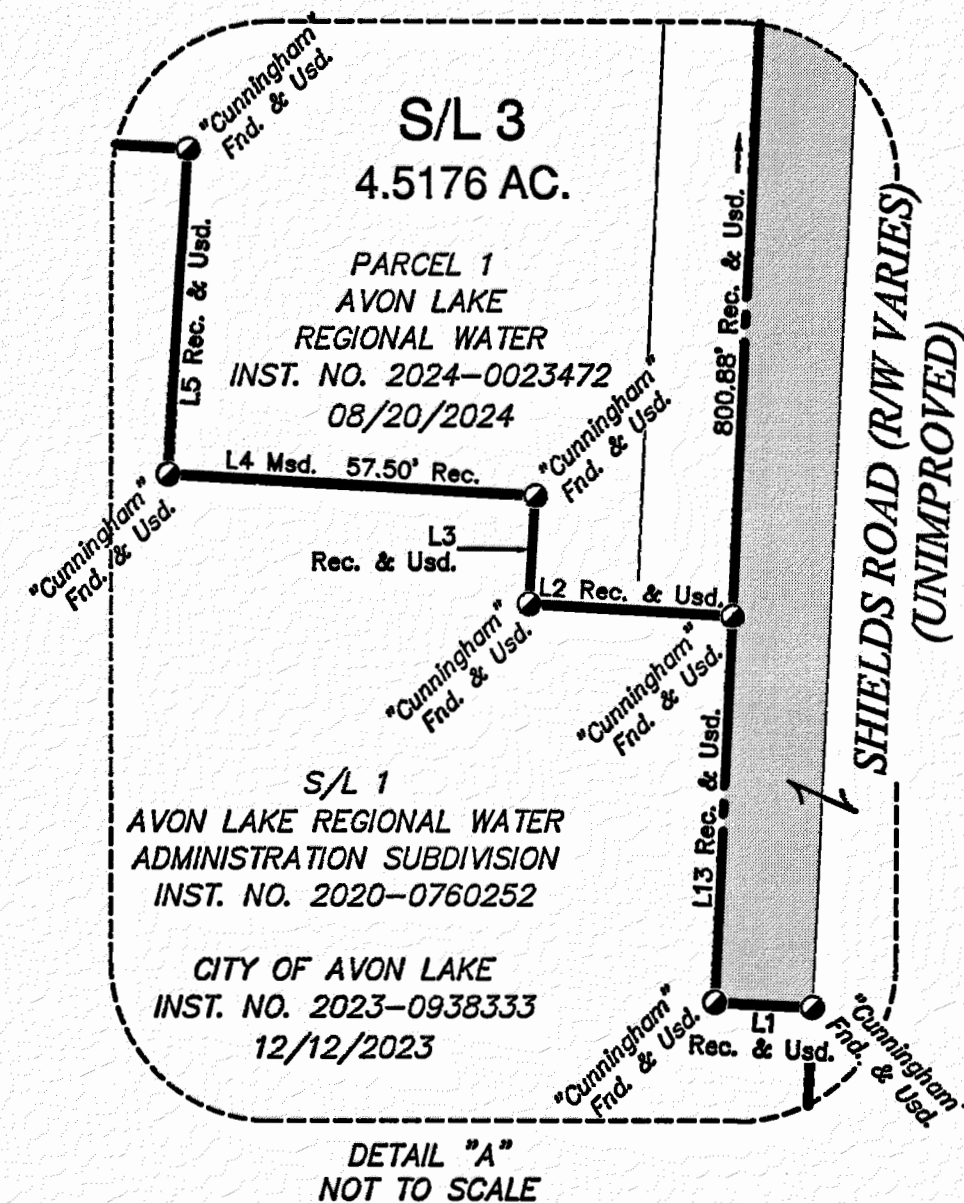 "Cunningham"
Fnd. & Usd.
S/L 3
4.5176 AC.
L5 Rec. & Usd.
PARCEL 1
AVON LAKE
REGIONAL WATER
INST. NO. 2024-0023472
08/20/2024
800.88' Rec. & Usd.
SHIELDS ROAD (R/W VARIES)
(UNIMPROVED)
L4 Msd. 57.50' Rec.
"Cunningham"
Fnd. & Usd.
"Cunningham"
Fnd. & Usd.
L3
Rec. & Usd.
L2 Rec. & Usd.
"Cunningham"
Fnd. & Usd.
"Cunningham"
Fnd. & Usd.
L13 Rec. & Usd.
S/L 1
AVON LAKE REGIONAL WATER
ADMINISTRATION SUBDIVISION
INST. NO. 2020-0760252
CITY OF AVON LAKE
INST. NO. 2023-0938333
12/12/2023
"Cunningham"
Fnd. & Usd.
L1
Rec. & Usd.
"Cunningham"
Fnd. & Usd.
DETAIL "A"
NOT TO SCALE